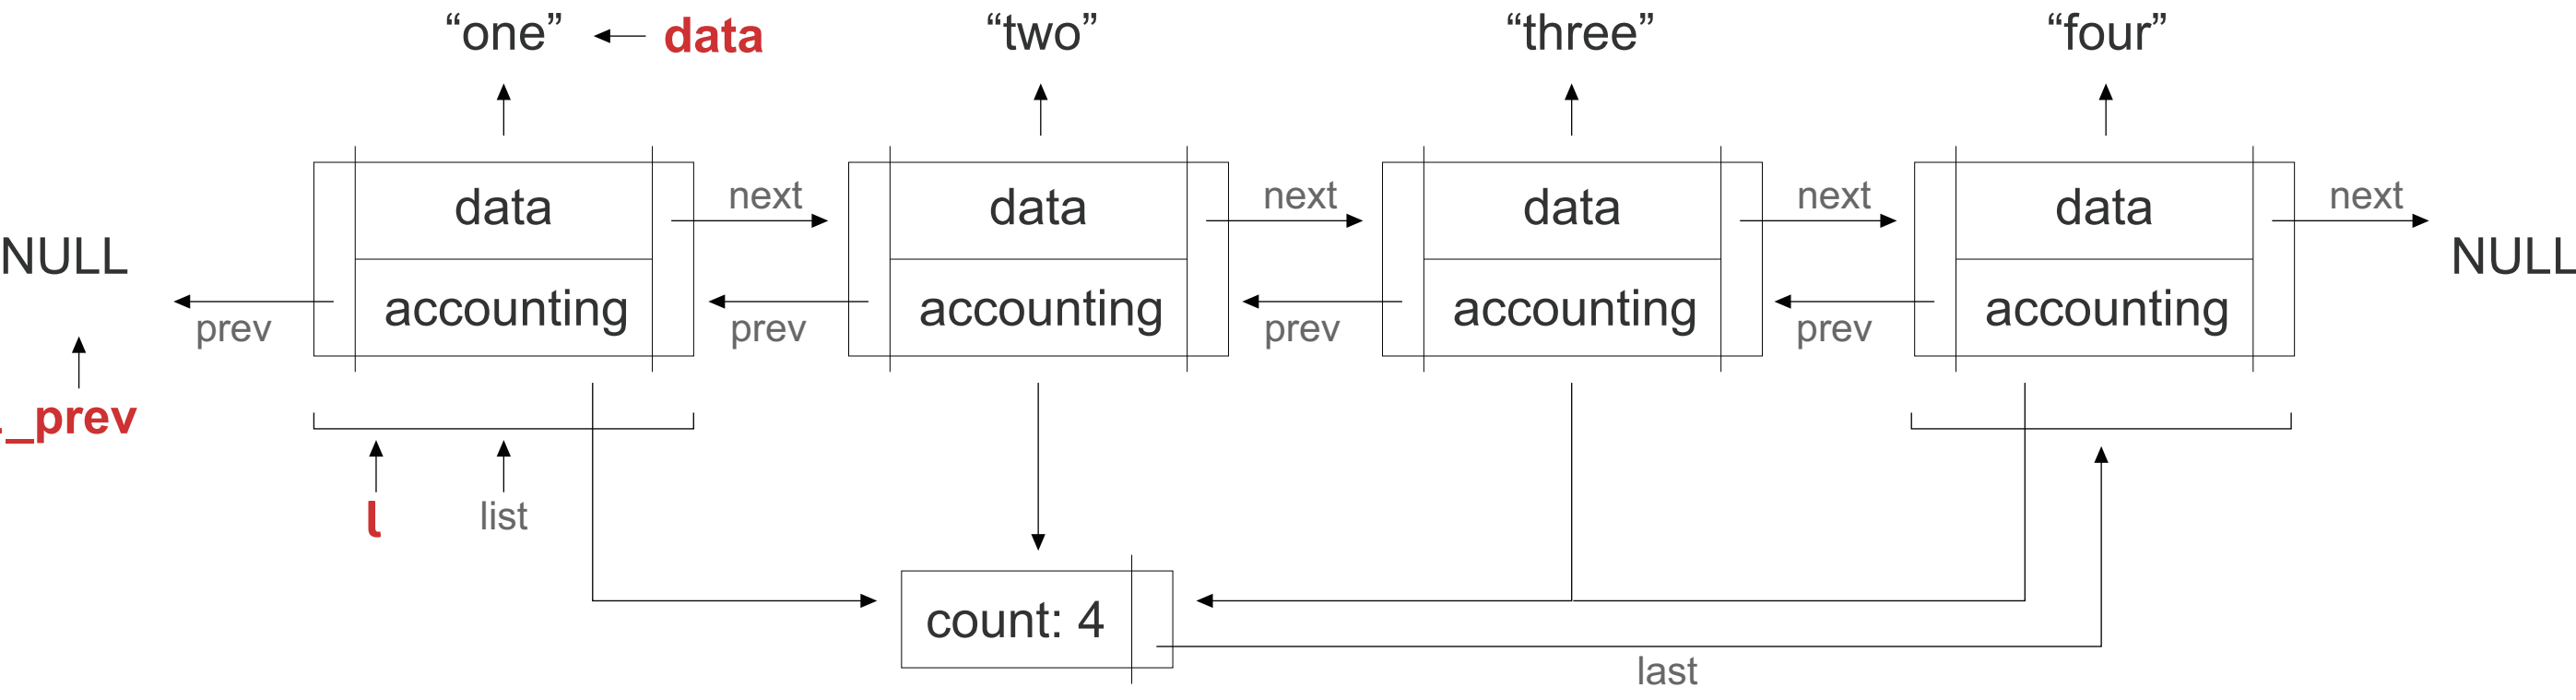 “one” data “two” “three” “four”
data next data next data next data next
NULL NULL
prev accounting prev accounting prev accounting prev accounting
_prev
l list
count: 4
last